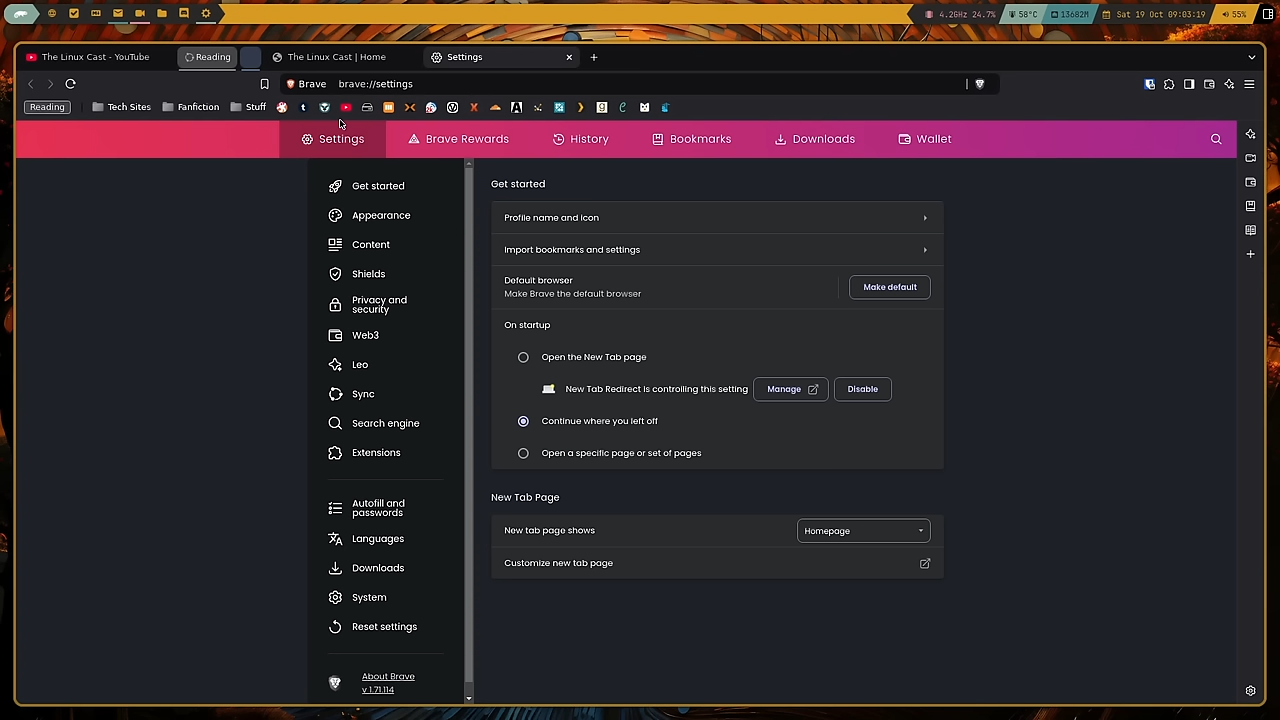 4.2GHz 24.7%
58°C
13682M
Sat 19 Oct 09:03:19
55%
The Linux Cast - YouTube
Reading
The Linux Cast | Home
Settings
Brave
brave://settings
Reading
Tech Sites
Fanfiction
Stuff
Settings
Brave Rewards
History
Bookmarks
Downloads
Wallet
Get started
Appearance
Content
Shields
Privacy and
security
Web3
Leo
Sync
Search engine
Extensions
Autofill and
passwords
Languages
Downloads
System
Reset settings
About Brave
v 1.71.114
Get started
Profile name and icon
Import bookmarks and settings
Default browser
Make Brave the default browser
Make default
On startup
Open the New Tab page
New Tab Redirect is controlling this setting
Manage
Disable
Continue where you left off
Open a specific page or set of pages
New Tab Page
New tab page shows
Homepage
Customize new tab page